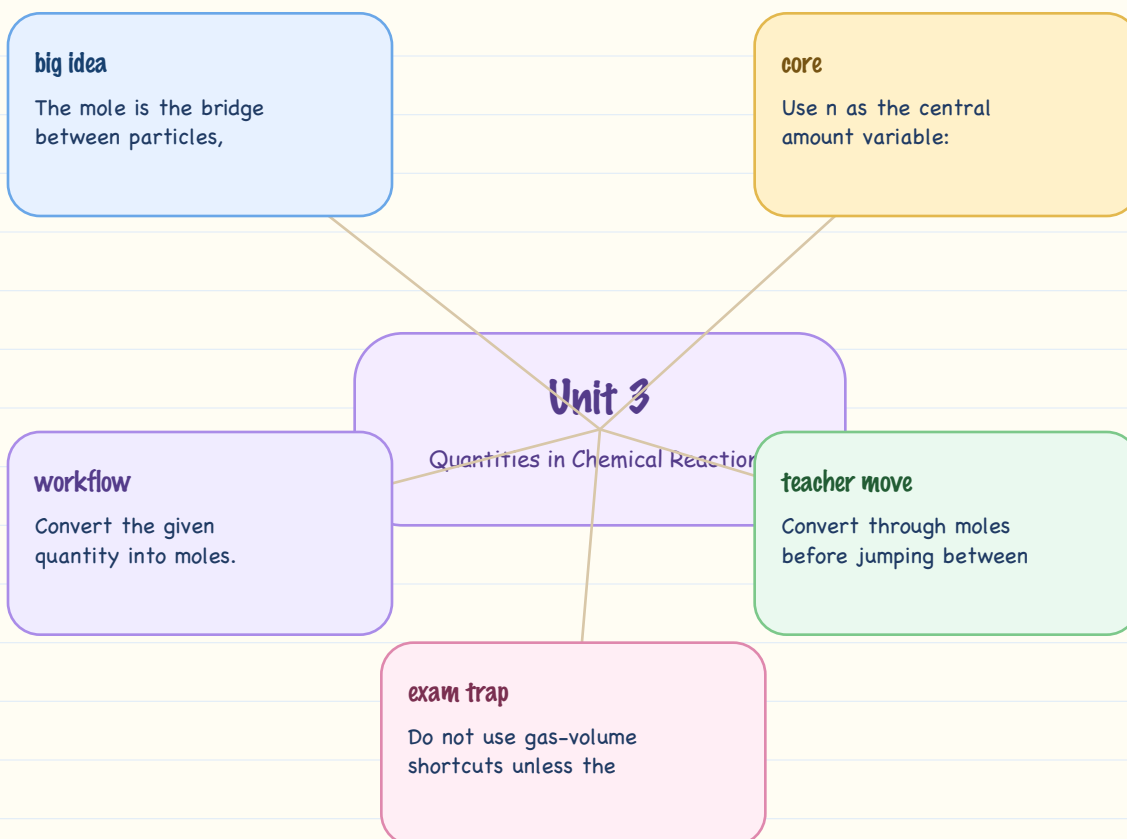 big idea
The mole is the bridge
between particles,
core
Use n as the central
amount variable:
Unit 3
Quantities in Chemical Reaction
workflow
Convert the given
quantity into moles.
teacher move
Convert through moles
before jumping between
exam trap
Do not use gas-volume
shortcuts unless the